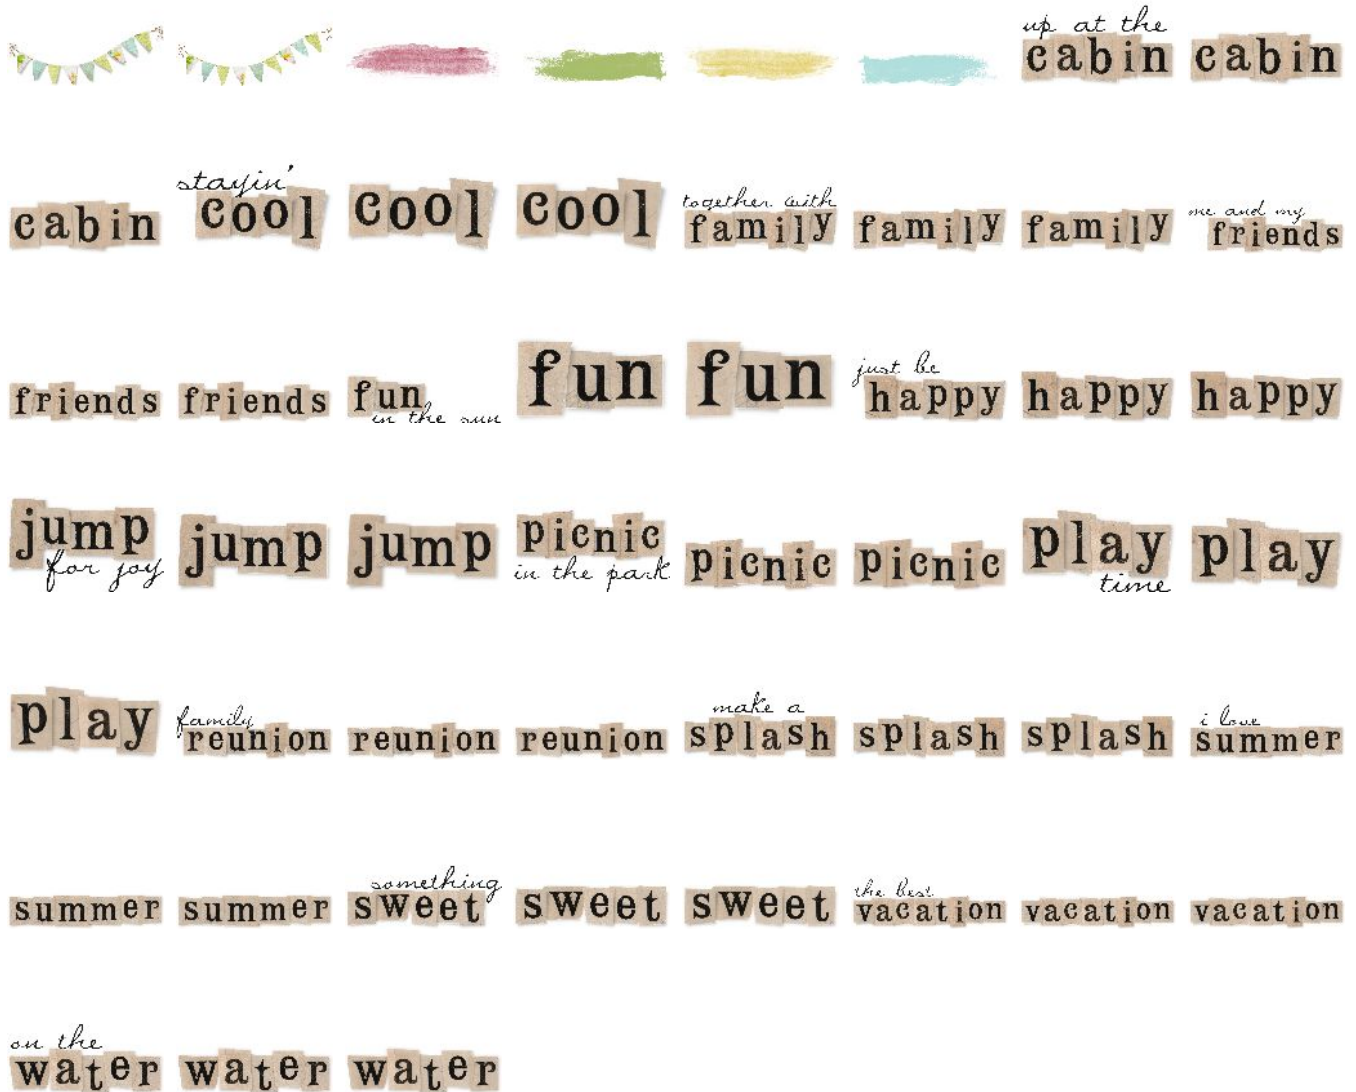 up at the
cabin cabin
cabin stayin' cool cool cool together with family family family me and my friends
friends friends fun in the sun fun fun just be happy happy happy
jump for joy jump jump picnic in the park picnic picnic play time play
play family reunion reunion reunion make a splash splash splash i love summer
summer summer something sweet sweet sweet the best vacation vacation vacation
on the
water water water